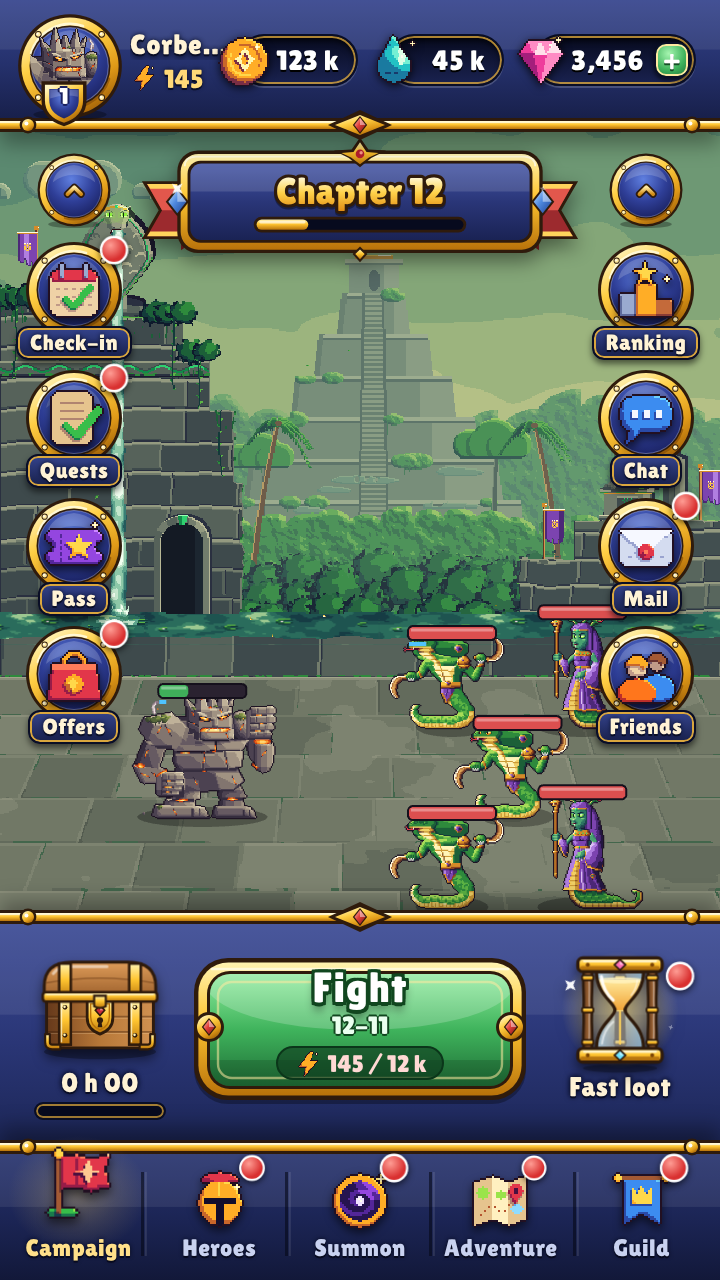 Corbe...
145
1
123 k
45 k
3,456
Chapter 12
Check-in
Quests
Pass
Offers
Ranking
Chat
Mail
Friends
Fight
12-11
145 / 12 k
0 h 00
Fast loot
Campaign
Heroes
Summon
Adventure
Guild